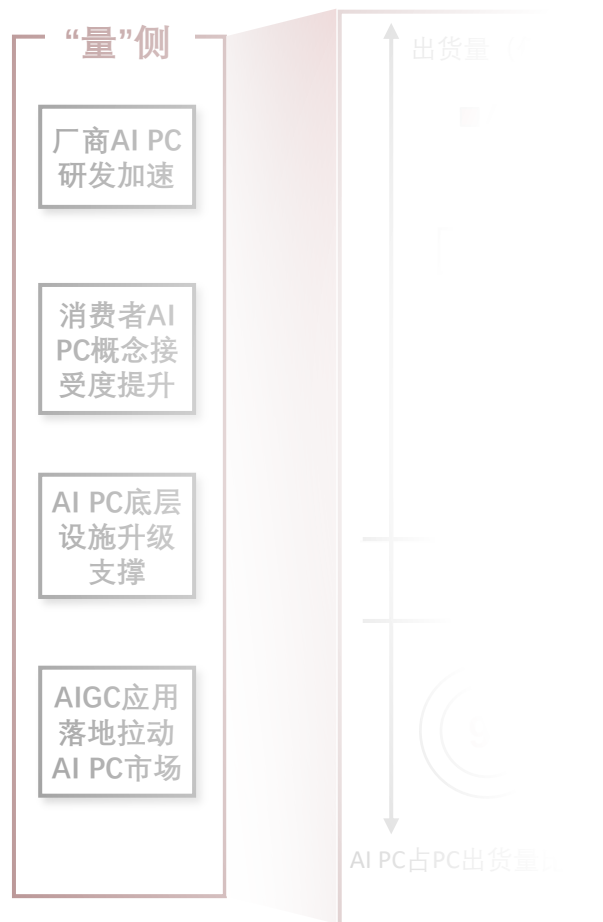 “量”侧
厂商AI PC
研发加速
消费者AI
PC概念接
受度提升
AI PC底层
设施升级
支撑
AIGC应用
落地拉动
AI PC市场
出货量
AI PC占PC出货量